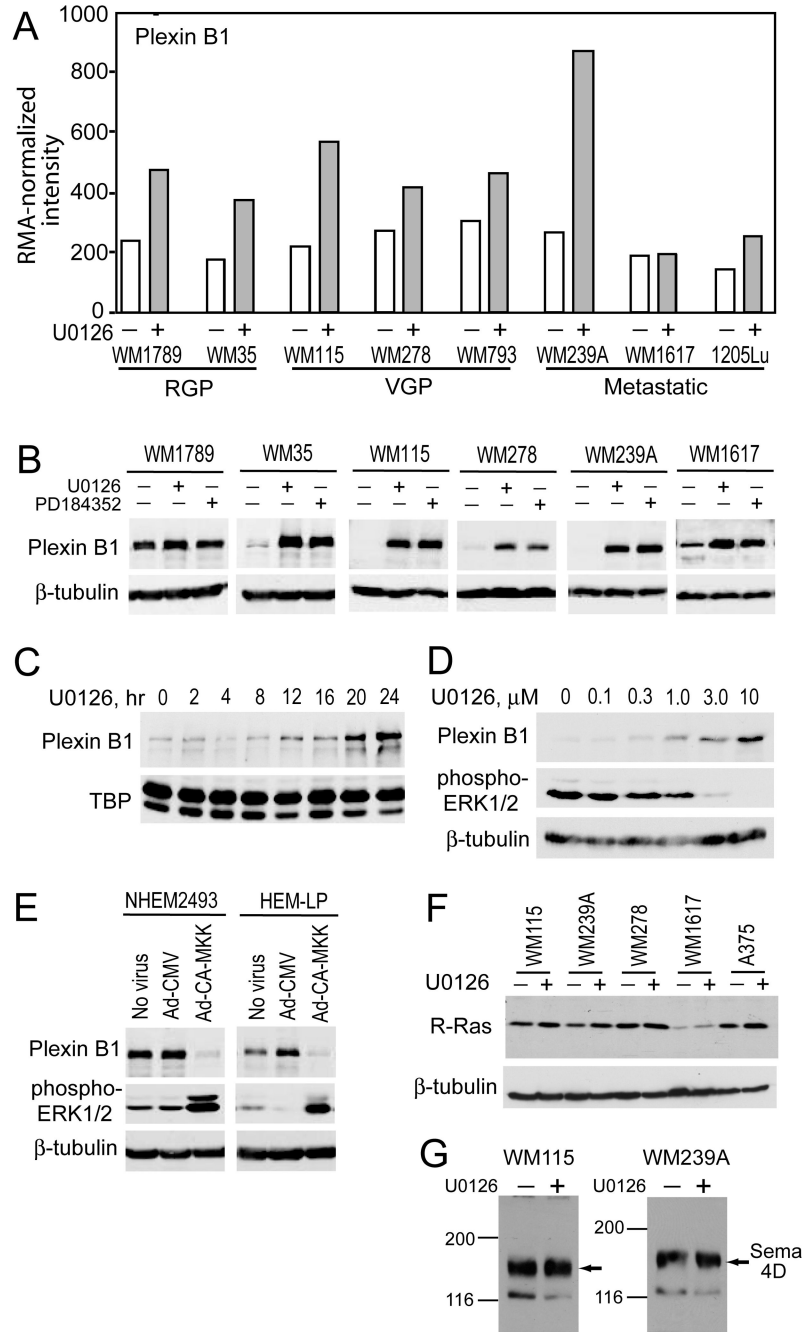 A
Plexin B1
RMA-normalized intensity
1000
800
600
400
200
0
U0126 – + – + – + – + – + – + – + – +
WM1789 WM35 WM115 WM278 WM793 WM239A WM1617 1205Lu
RGP VGP Metastatic
B
WM1789 WM35 WM115 WM278 WM239A WM1617
U0126 – + – + – + – + – + – +
PD184352 – + – + – + – + – + – +
Plexin B1
β-tubulin
C
U0126, hr 0 2 4 8 12 16 20 24
Plexin B1
TBP
D
U0126, μM 0 0.1 0.3 1.0 3.0 10
Plexin B1
phospho-
ERK1/2
β-tubulin
E
NHEM2493 HEM-LP
No virus Ad-CMV Ad-CA-MKK No virus Ad-CMV Ad-CA-MKK
Plexin B1
phospho-
ERK1/2
β-tubulin
F
WM115 WM239A WM278 WM1617 A375
U0126 – + – + – + – + – +
R-Ras
β-tubulin
G
WM115 WM239A
U0126 – + U0126 – +
200
116
200
116
Sema
4D